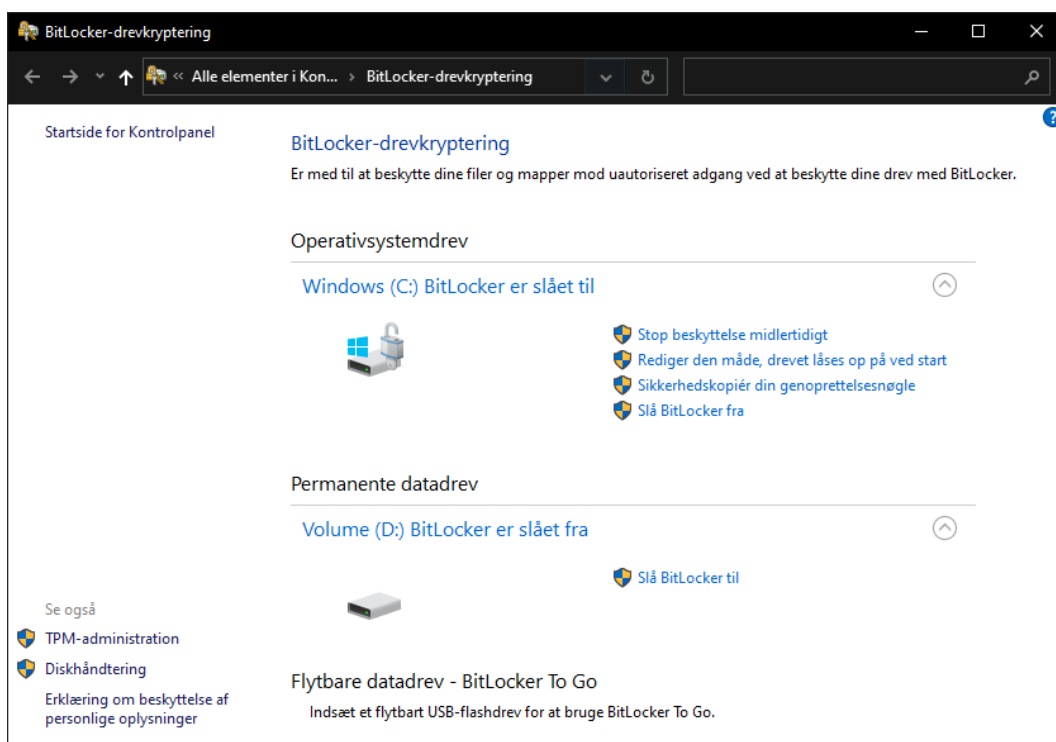 BitLocker-drevkryptering
« Alle elementer i Kon... › BitLocker-drevkryptering
Startside for Kontrolpanel
BitLocker-drevkryptering
Er med til at beskytte dine filer og mapper mod uautoriseret adgang ved at beskytte dine drev med BitLocker.
Operativsystemdrev
Windows (C:) BitLocker er slået til
Stop beskyttelse midlertidigt
Rediger den måde, drevet låses op på ved start
Sikkerhedskopiér din genoprettelsesnøgle
Slå BitLocker fra
Permanente datadrev
Volume (D:) BitLocker er slået fra
Slå BitLocker til
Se også
TPM-administration
Diskhåndtering
Erklæring om beskyttelse af
personlige oplysninger
Flytbare datadrev - BitLocker To Go
Indsæt et flytbart USB-flashdrev for at bruge BitLocker To Go.